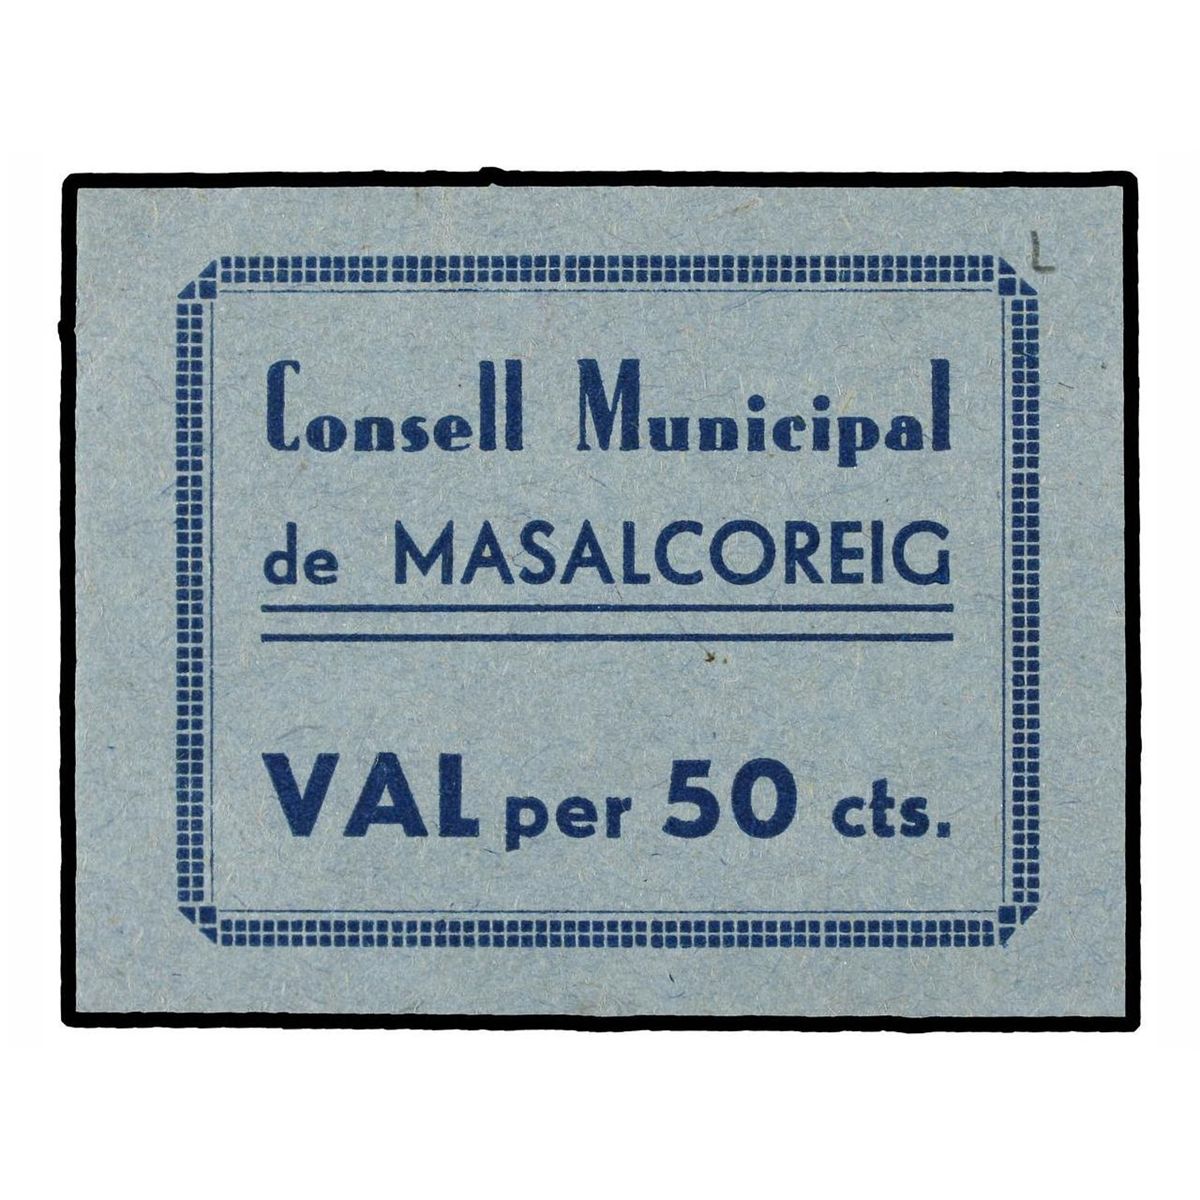 L
Consell Municipal
de MASALCOREIG
VAL per 50 cts.